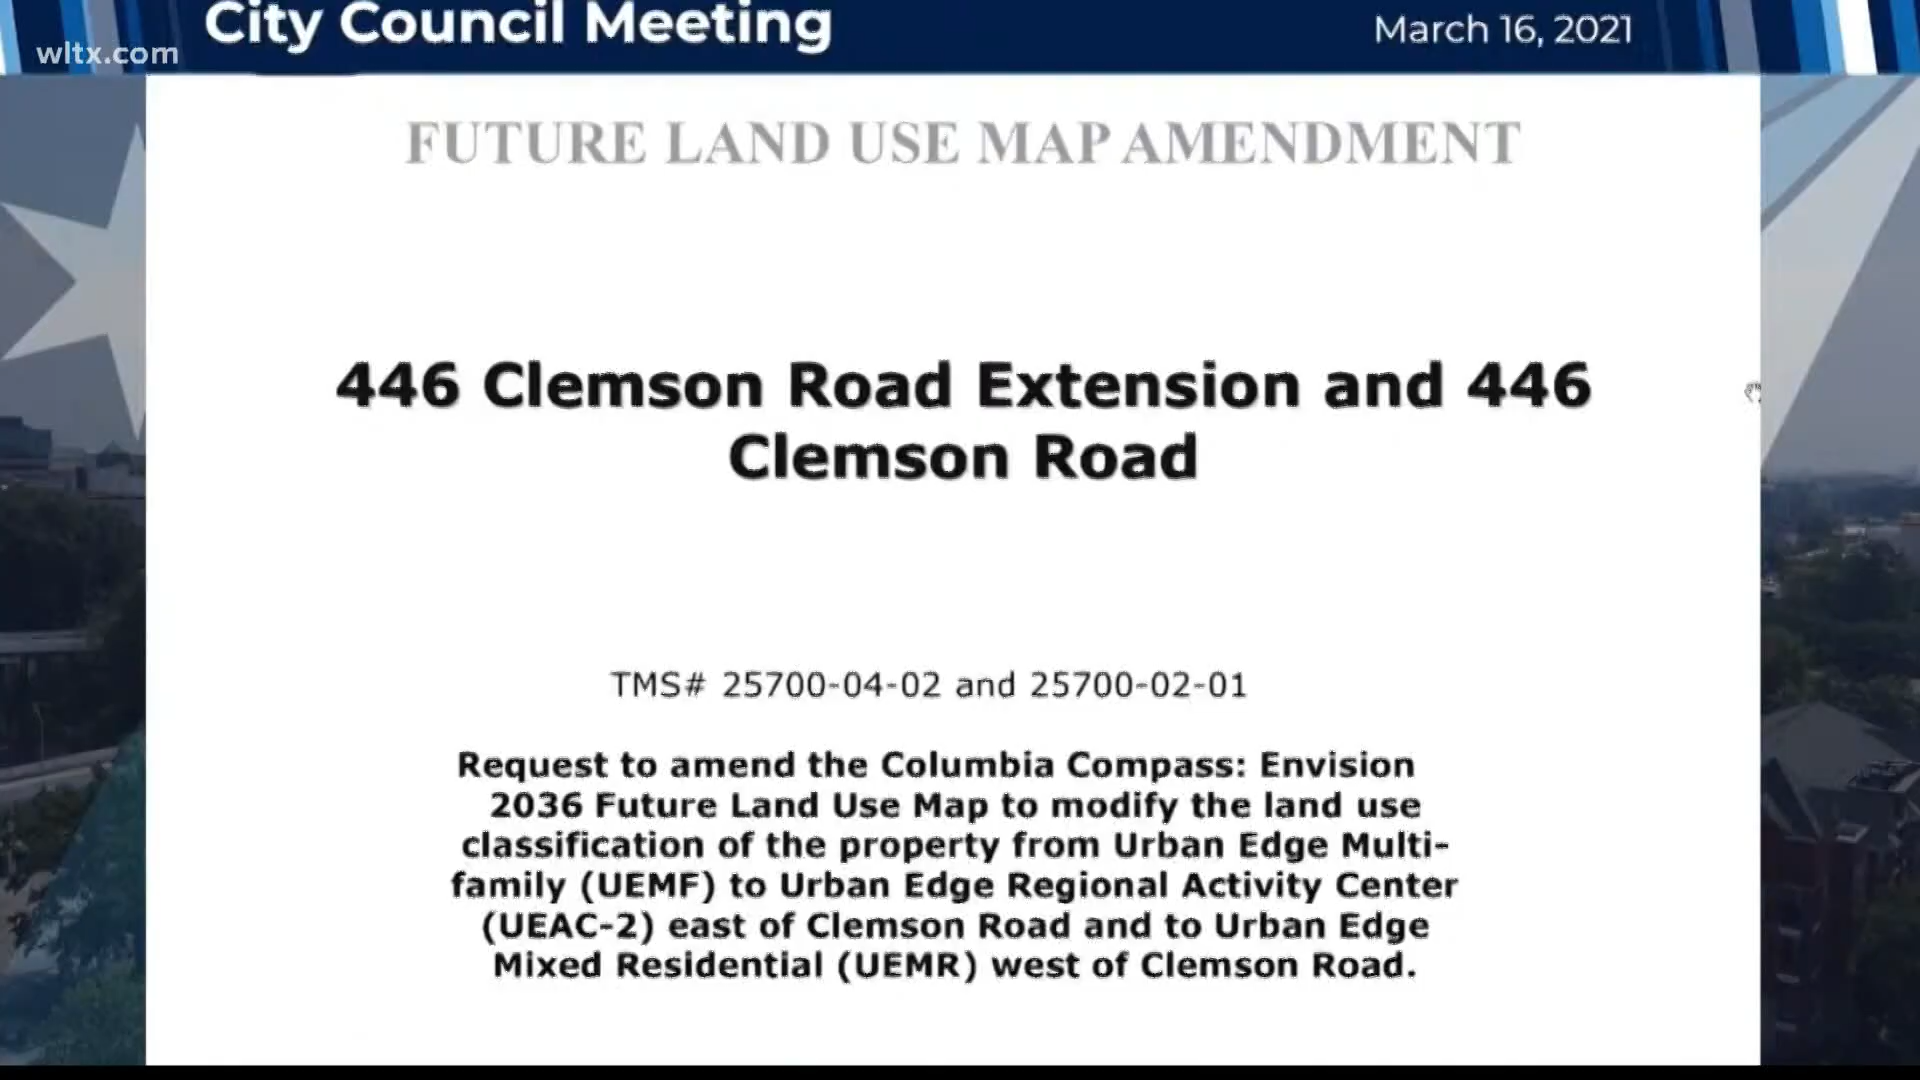 City Council Meeting
March 16, 2021
wltx.com
FUTURE LAND USE MAP AMENDMENT
446 Clemson Road Extension and 446
Clemson Road
TMS# 25700-04-02 and 25700-02-01
Request to amend the Columbia Compass: Envision
2036 Future Land Use Map to modify the land use
classification of the property from Urban Edge Multi-
family (UEMF) to Urban Edge Regional Activity Center
(UEAC-2) east of Clemson Road and to Urban Edge
Mixed Residential (UEMR) west of Clemson Road.